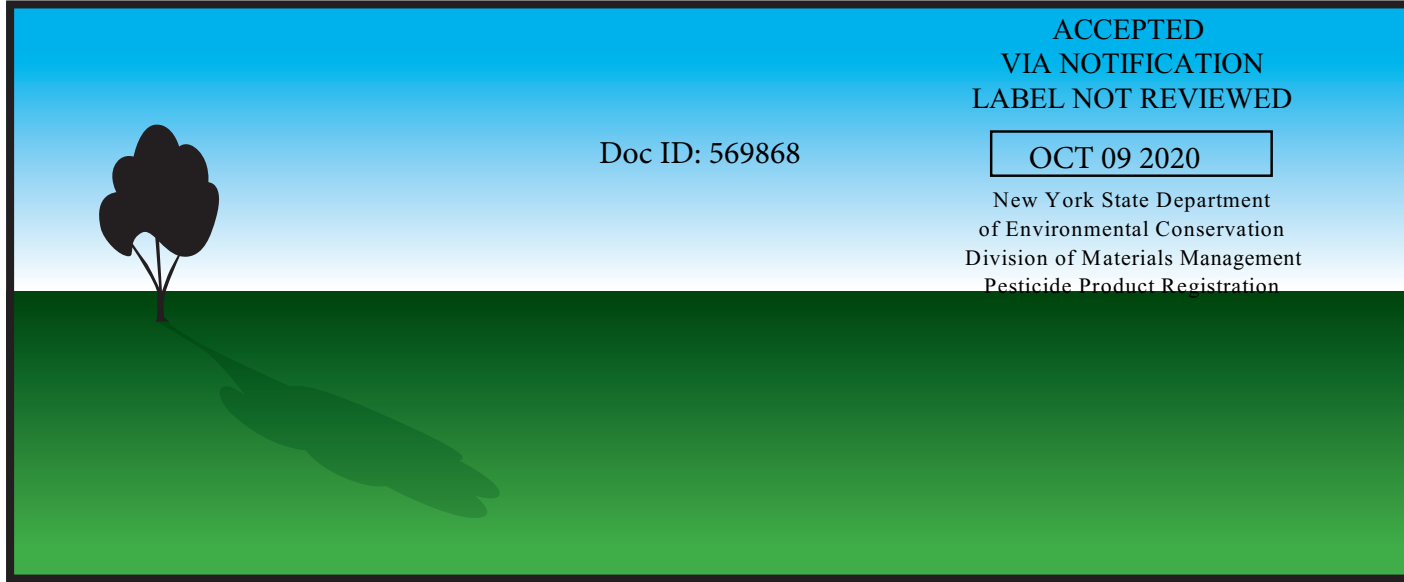 ACCEPTED
VIA NOTIFICATION
LABEL NOT REVIEWED
Doc ID: 569868
OCT 09 2020
New York State Department
of Environmental Conservation
Division of Materials Management
Pesticide Product Registration